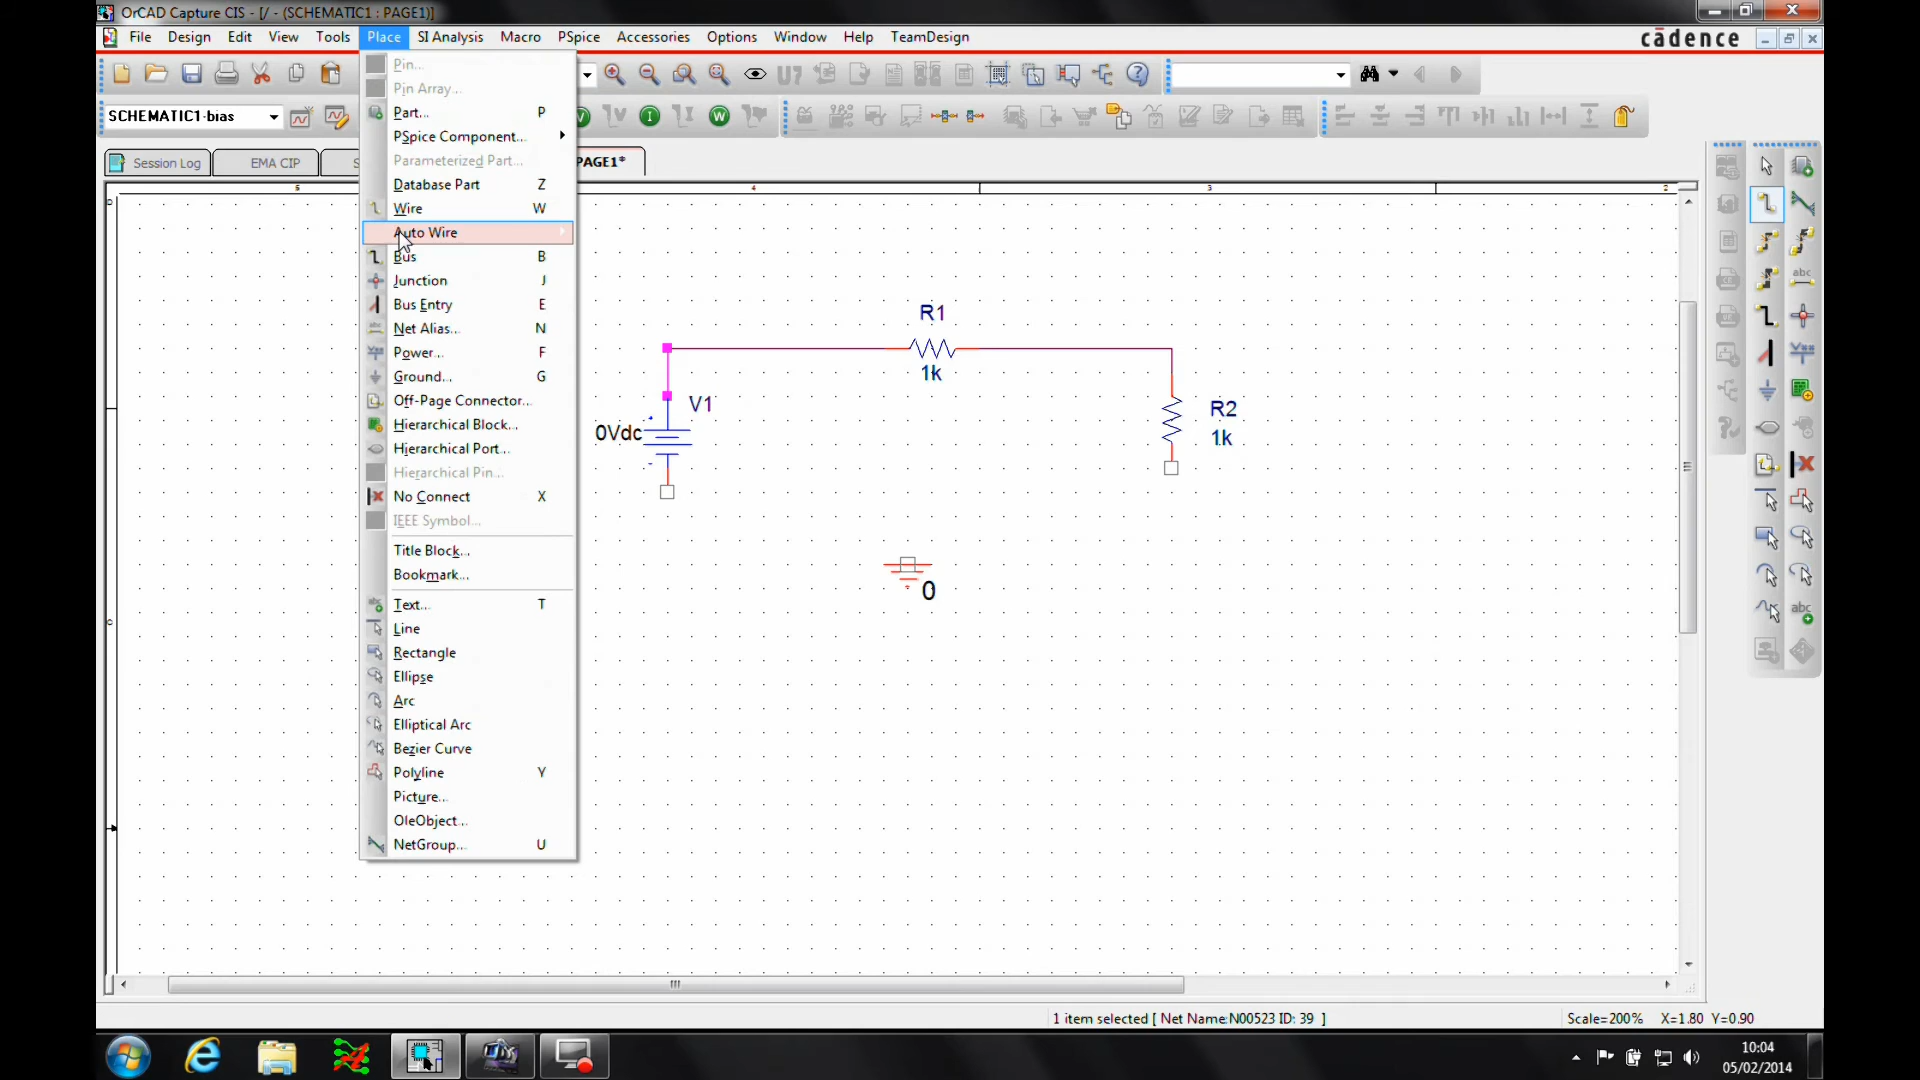 OrCAD Capture CIS - [/ - (SCHEMATIC1 : PAGE1)]
File Design Edit View Tools Place SI Analysis Macro PSpice Accessories Options Window Help TeamDesign
cādence
U?
SCHEMATIC1-bias
V I W
Session Log
EMA CIP
S
PAGE1*
Pin...
Pin Array...
Part... P
PSpice Component...
Parameterized Part...
Database Part Z
Wire W
Auto Wire
Bus B
Junction J
Bus Entry E
Net Alias... N
Power... F
Ground... G
Off-Page Connector...
Hierarchical Block...
Hierarchical Port...
Hierarchical Pin...
No Connect X
IEEE Symbol...
Title Block...
Bookmark...
Text... T
Line
Rectangle
Ellipse
Arc
Elliptical Arc
Bezier Curve
Polyline Y
Picture...
OleObject...
NetGroup... U
5 4 3 2
D
C
R1
1k
V1
0Vdc
R2
1k
0
1 item selected [ Net Name:N00523 ID: 39 ]
Scale=200% X=1.80 Y=0.90
10:04
05/02/2014